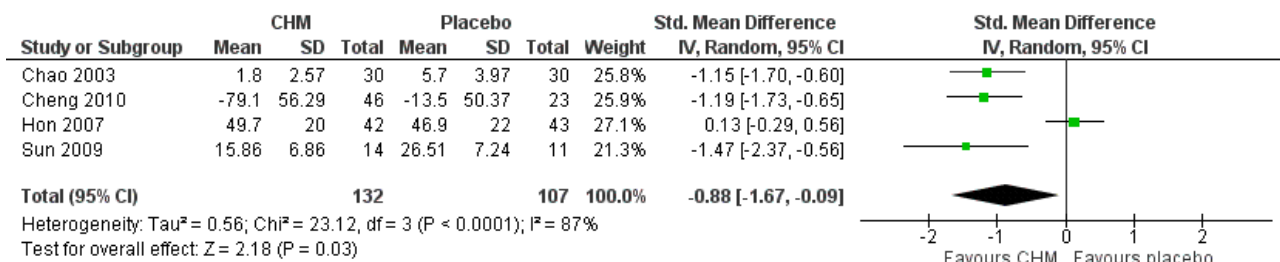 CHM Placebo Std. Mean Difference Std. Mean Difference
Study or Subgroup Mean SD Total Mean SD Total Weight IV, Random, 95% CI IV, Random, 95% CI
Chao 2003 1.8 2.57 30 5.7 3.97 30 25.8% -1.15 [-1.70, -0.60]
Cheng 2010 -79.1 56.29 46 -13.5 50.37 23 25.9% -1.19 [-1.73, -0.65]
Hon 2007 49.7 20 42 46.9 22 43 27.1% 0.13 [-0.29, 0.56]
Sun 2009 15.86 6.86 14 26.51 7.24 11 21.3% -1.47 [-2.37, -0.56]
Total (95% CI) 132 107 100.0% -0.88 [-1.67, -0.09]
Heterogeneity: Tau² = 0.56; Chi² = 23.12, df = 3 (P < 0.0001); I² = 87%
Test for overall effect: Z = 2.18 (P = 0.03)
-2 -1 0 1 2
Favours CHM Favours placebo